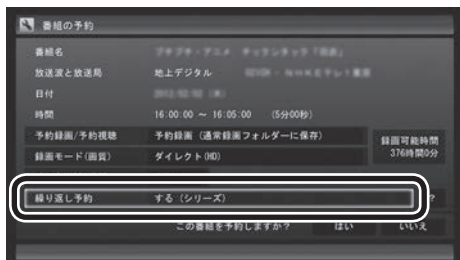 番組の予約
番組名
放送波と放送局 地上デジタル
日付
時間 16:00:00 ～ 16:05:00 (5分00秒)
予約録画/予約視聴 予約録画（通常録画フォルダーに保存）
録画可能時間
376時間0分
録画モード(画質) ダイレクト(HD)
繰り返し予約 する（シリーズ） ?
この番組を予約しますか？ はい いいえ